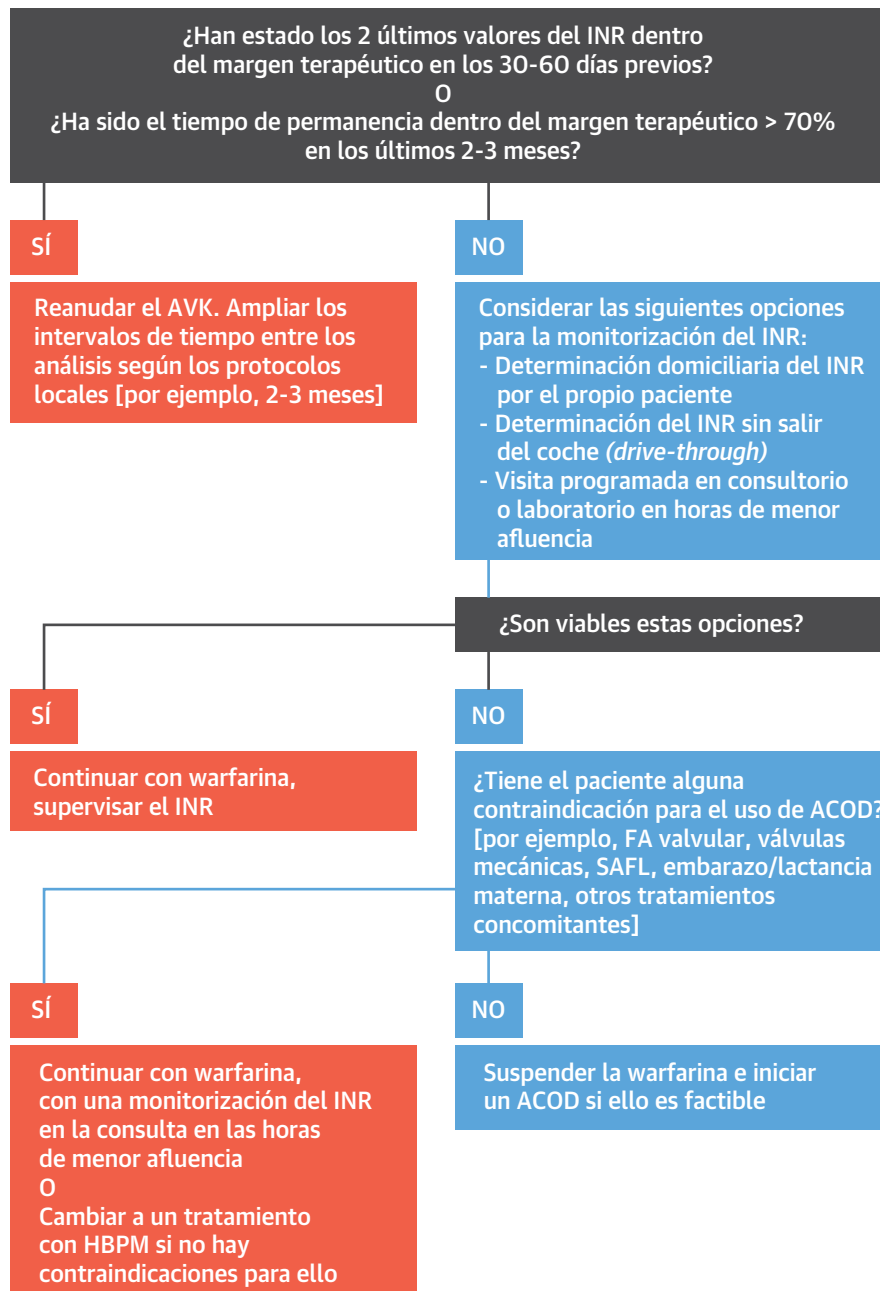 ¿Han estado los 2 últimos valores del INR dentro
del margen terapéutico en los 30-60 días previos?
O
¿Ha sido el tiempo de permanencia dentro del margen terapéutico > 70%
en los últimos 2-3 meses?
SÍ
Reanudar el AVK. Ampliar los
intervalos de tiempo entre los
análisis según los protocolos
locales [por ejemplo, 2-3 meses]
NO
Considerar las siguientes opciones
para la monitorización del INR:
- Determinación domiciliaria del INR
por el propio paciente
- Determinación del INR sin salir
del coche (drive-through)
- Visita programada en consultorio
o laboratorio en horas de menor
afluencia
¿Son viables estas opciones?
SÍ
Continuar con warfarina,
supervisar el INR
NO
¿Tiene el paciente alguna
contraindicación para el uso de ACOD?
[por ejemplo, FA valvular, válvulas
mecánicas, SAFL, embarazo/lactancia
materna, otros tratamientos
concomitantes]
SÍ
Continuar con warfarina,
con una monitorización del INR
en la consulta en las horas
de menor afluencia
O
Cambiar a un tratamiento
con HBPM si no hay
contraindicaciones para ello
NO
Suspender la warfarina e iniciar
un ACOD si ello es factible